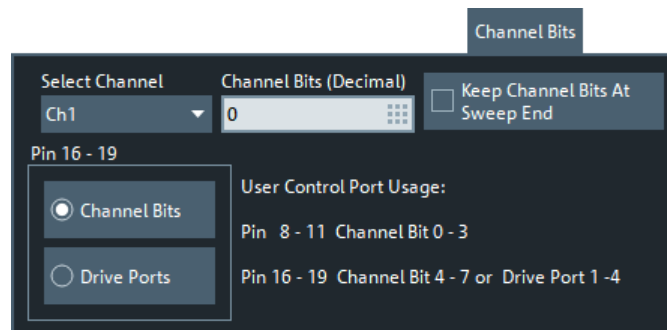 Channel Bits
Select Channel
Channel Bits (Decimal)
Keep Channel Bits At
Sweep End
Ch1
0
Pin 16 - 19
Channel Bits
Drive Ports
User Control Port Usage:
Pin 8 - 11 Channel Bit 0 - 3
Pin 16 - 19 Channel Bit 4 - 7 or Drive Port 1 -4